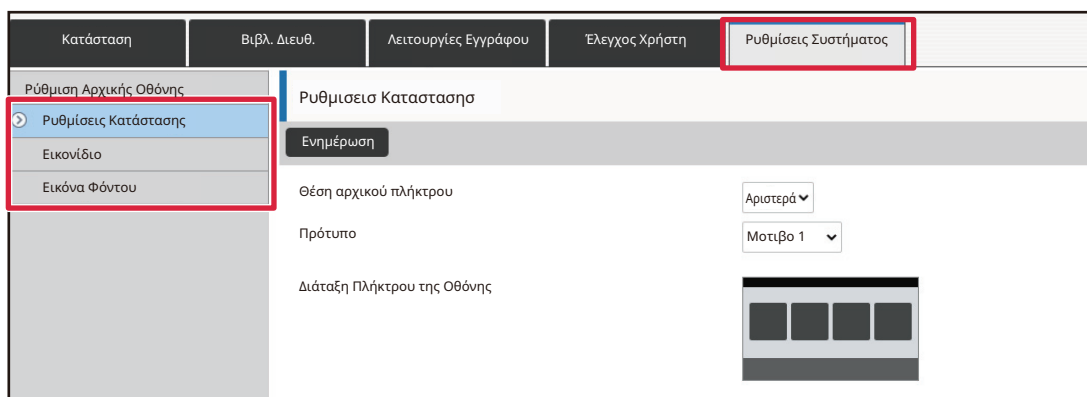 Κατάσταση
Βιβλ. Διευθ.
Λειτουργίες Εγγράφου
Έλεγχος Χρήστη
Ρυθμίσεις Συστήματος
Ρύθμιση Αρχικής Οθόνης
Ρυθμίσεις Κατάστασης
Εικονίδιο
Εικόνα Φόντου
Ρυθμισεισ Καταστασησ
Ενημέρωση
Θέση αρχικού πλήκτρου
Αριστερά
Πρότυπο
Μοτιβο 1
Διάταξη Πλήκτρου της Οθόνης